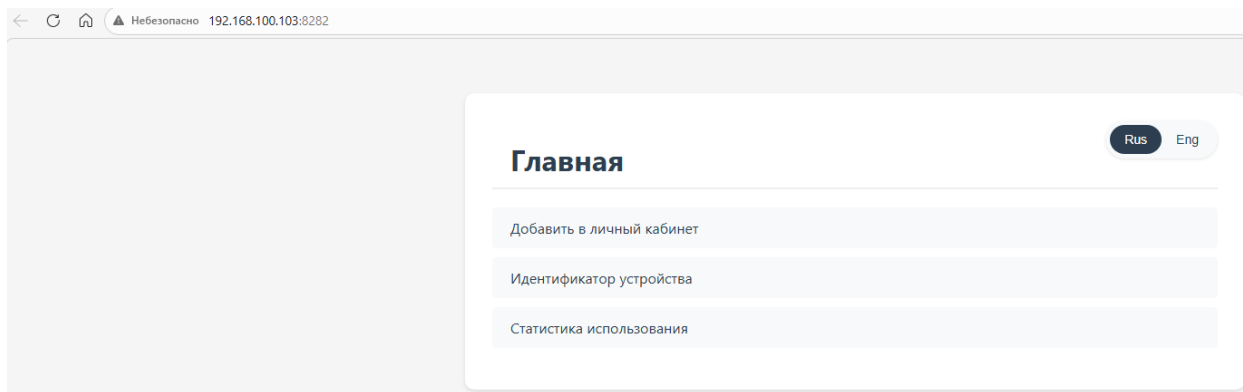 Небезопасно 192.168.100.103:8282
Rus Eng
Главная
Добавить в личный кабинет
Идентификатор устройства
Статистика использования